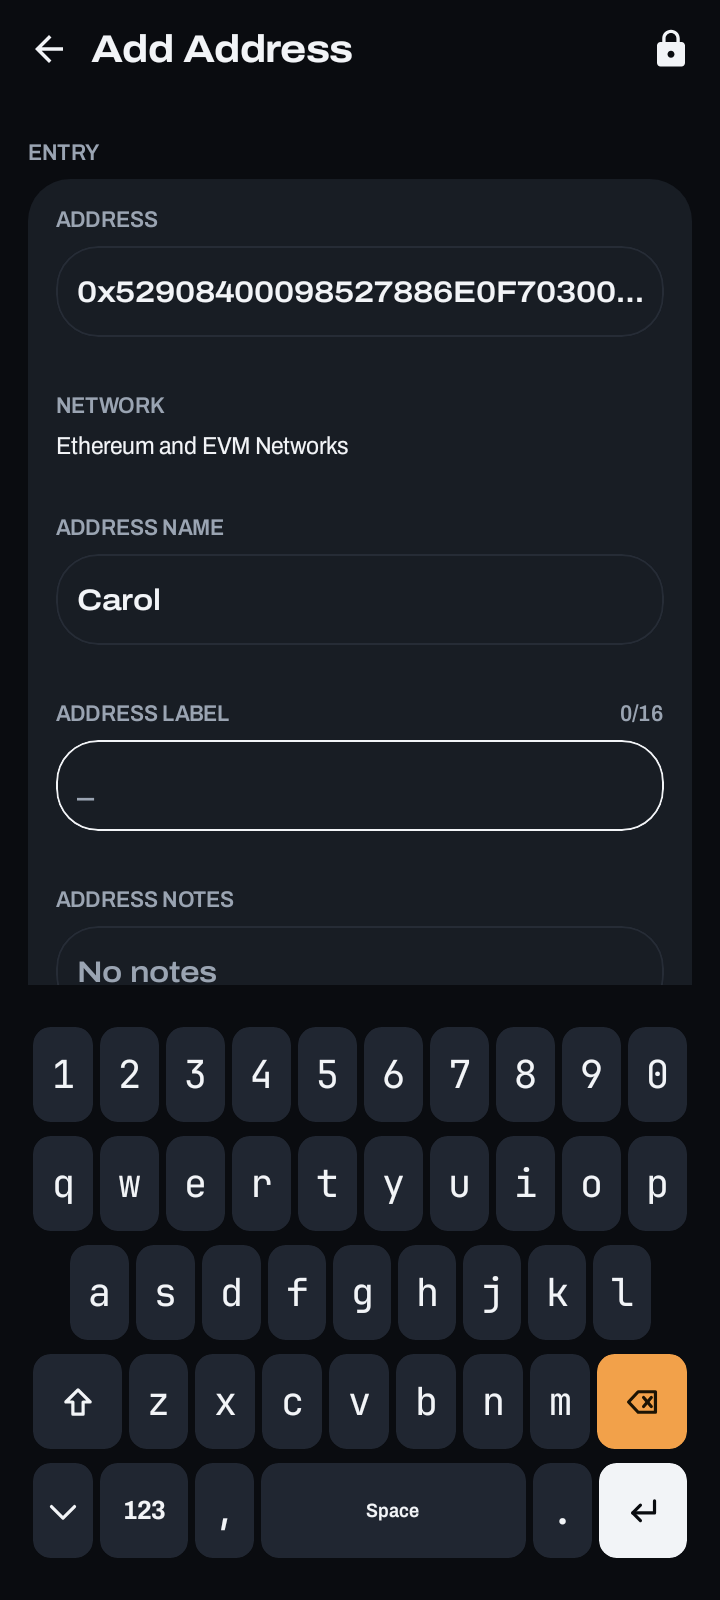 Add Address
ENTRY
ADDRESS
0x52908400098527886E0F70300...
NETWORK
Ethereum and EVM Networks
ADDRESS NAME
Carol
ADDRESS LABEL 0/16
_
ADDRESS NOTES
No notes
1 2 3 4 5 6 7 8 9 0
q w e r t y u i o p
a s d f g h j k l
z x c v b n m
123 , Space .